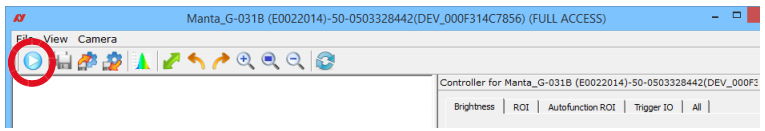 Manta_G-031B (E0022014)-50-0503328442(DEV_000F314C7856) (FULL ACCESS)
File View Camera
Controller for Manta_G-031B (E0022014)-50-0503328442(DEV_000F3
Brightness ROI Autofunction ROI Trigger IO All